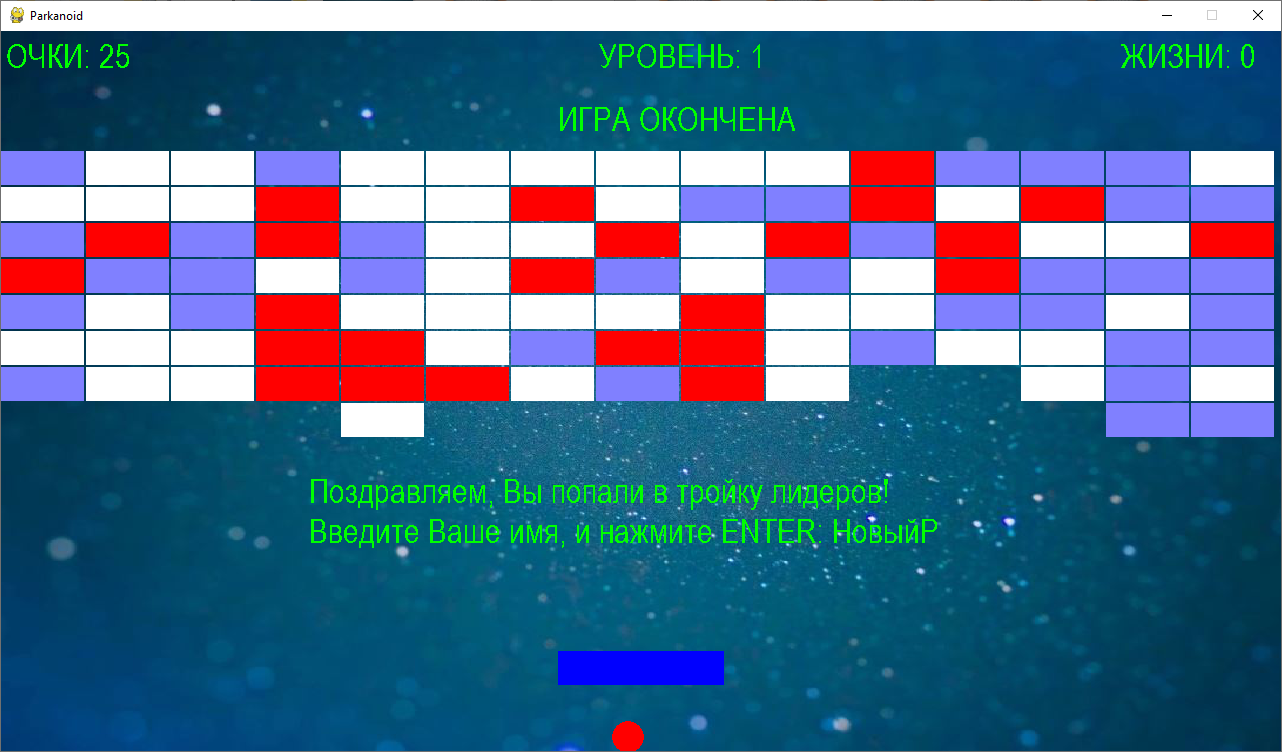 Parkanoid
ОЧКИ: 25
УРОВЕНЬ: 1
ЖИЗНИ: 0
ИГРА ОКОНЧЕНА
Поздравляем, Вы попали в тройку лидеров!
Введите Ваше имя, и нажмите ENTER: НовыйР